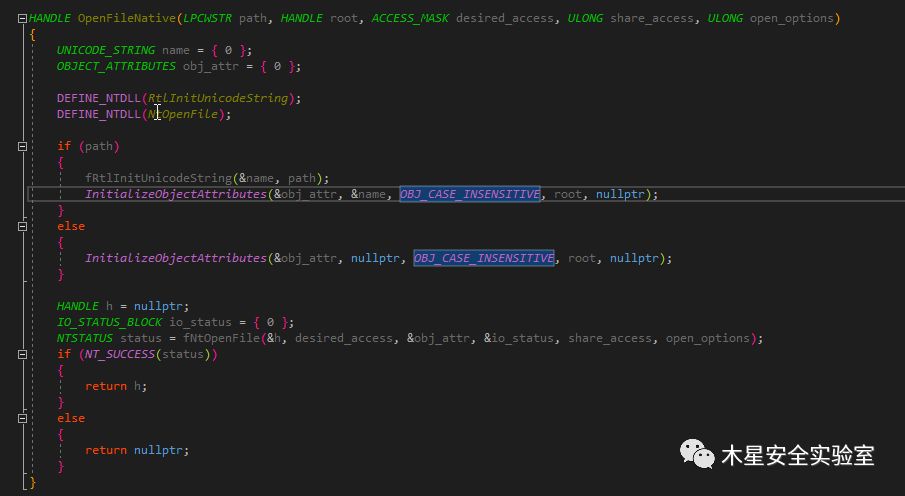 HANDLE OpenFileNative(LPCWSTR path, HANDLE root, ACCESS_MASK desired_access, ULONG share_access, ULONG open_options)
{
    UNICODE_STRING name = { 0 };
    OBJECT_ATTRIBUTES obj_attr = { 0 };

    DEFINE_NTDLL(RtlInitUnicodeString);
    DEFINE_NTDLL(NtOpenFile);

    if (path)
    {
        fRtlInitUnicodeString(&name, path);
        InitializeObjectAttributes(&obj_attr, &name, OBJ_CASE_INSENSITIVE, root, nullptr);
    }
    else
    {
        InitializeObjectAttributes(&obj_attr, nullptr, OBJ_CASE_INSENSITIVE, root, nullptr);
    }

    HANDLE h = nullptr;
    IO_STATUS_BLOCK io_status = { 0 };
    NTSTATUS status = fNtOpenFile(&h, desired_access, &obj_attr, &io_status, share_access, open_options);
    if (NT_SUCCESS(status))
    {
        return h;
    }
    else
    {
        return nullptr;
    }
}
木星安全实验室